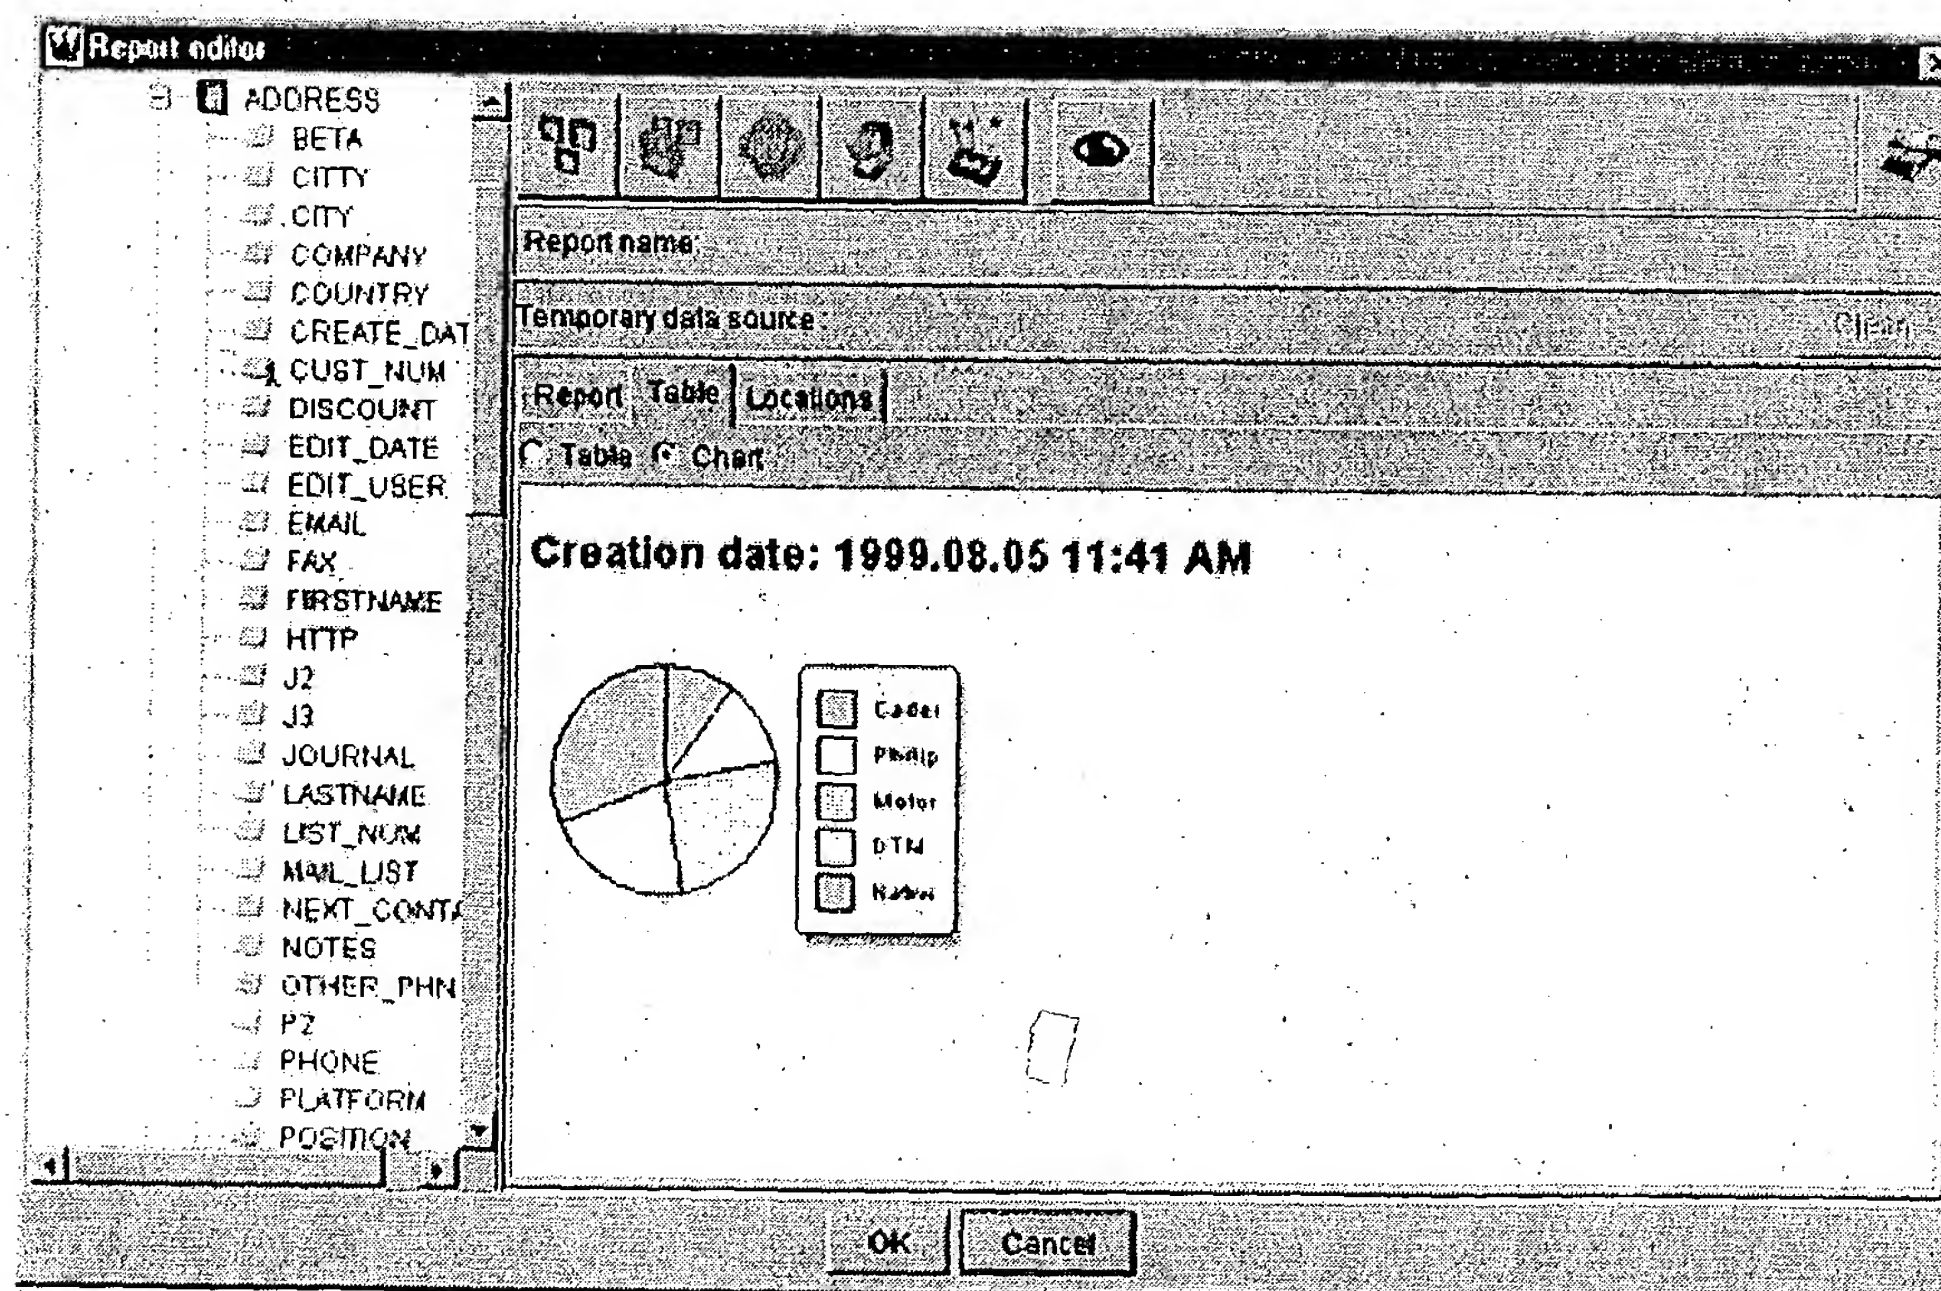 Report editor
ADDRESS
BETA
CITTY
CITY
COMPANY
COUNTRY
CREATE_DAT
CUST_NUM
DISCOUNT
EDIT_DATE
EDIT_USER
EMAIL
FAX
FIRSTNAME
HTTP
J2
J3
JOURNAL
LASTNAME
LIST_NUM
MAIL_LIST
NEXT_CONTA
NOTES
OTHER_PHN
P2
PHONE
PLATFORM
POSITION
Report name:
Temporary data source:
Clean
Report Table Locations
Table Chart
Creation date: 1999.08.05 11:41 AM
Philip
Motor
DTM
OK Cancel